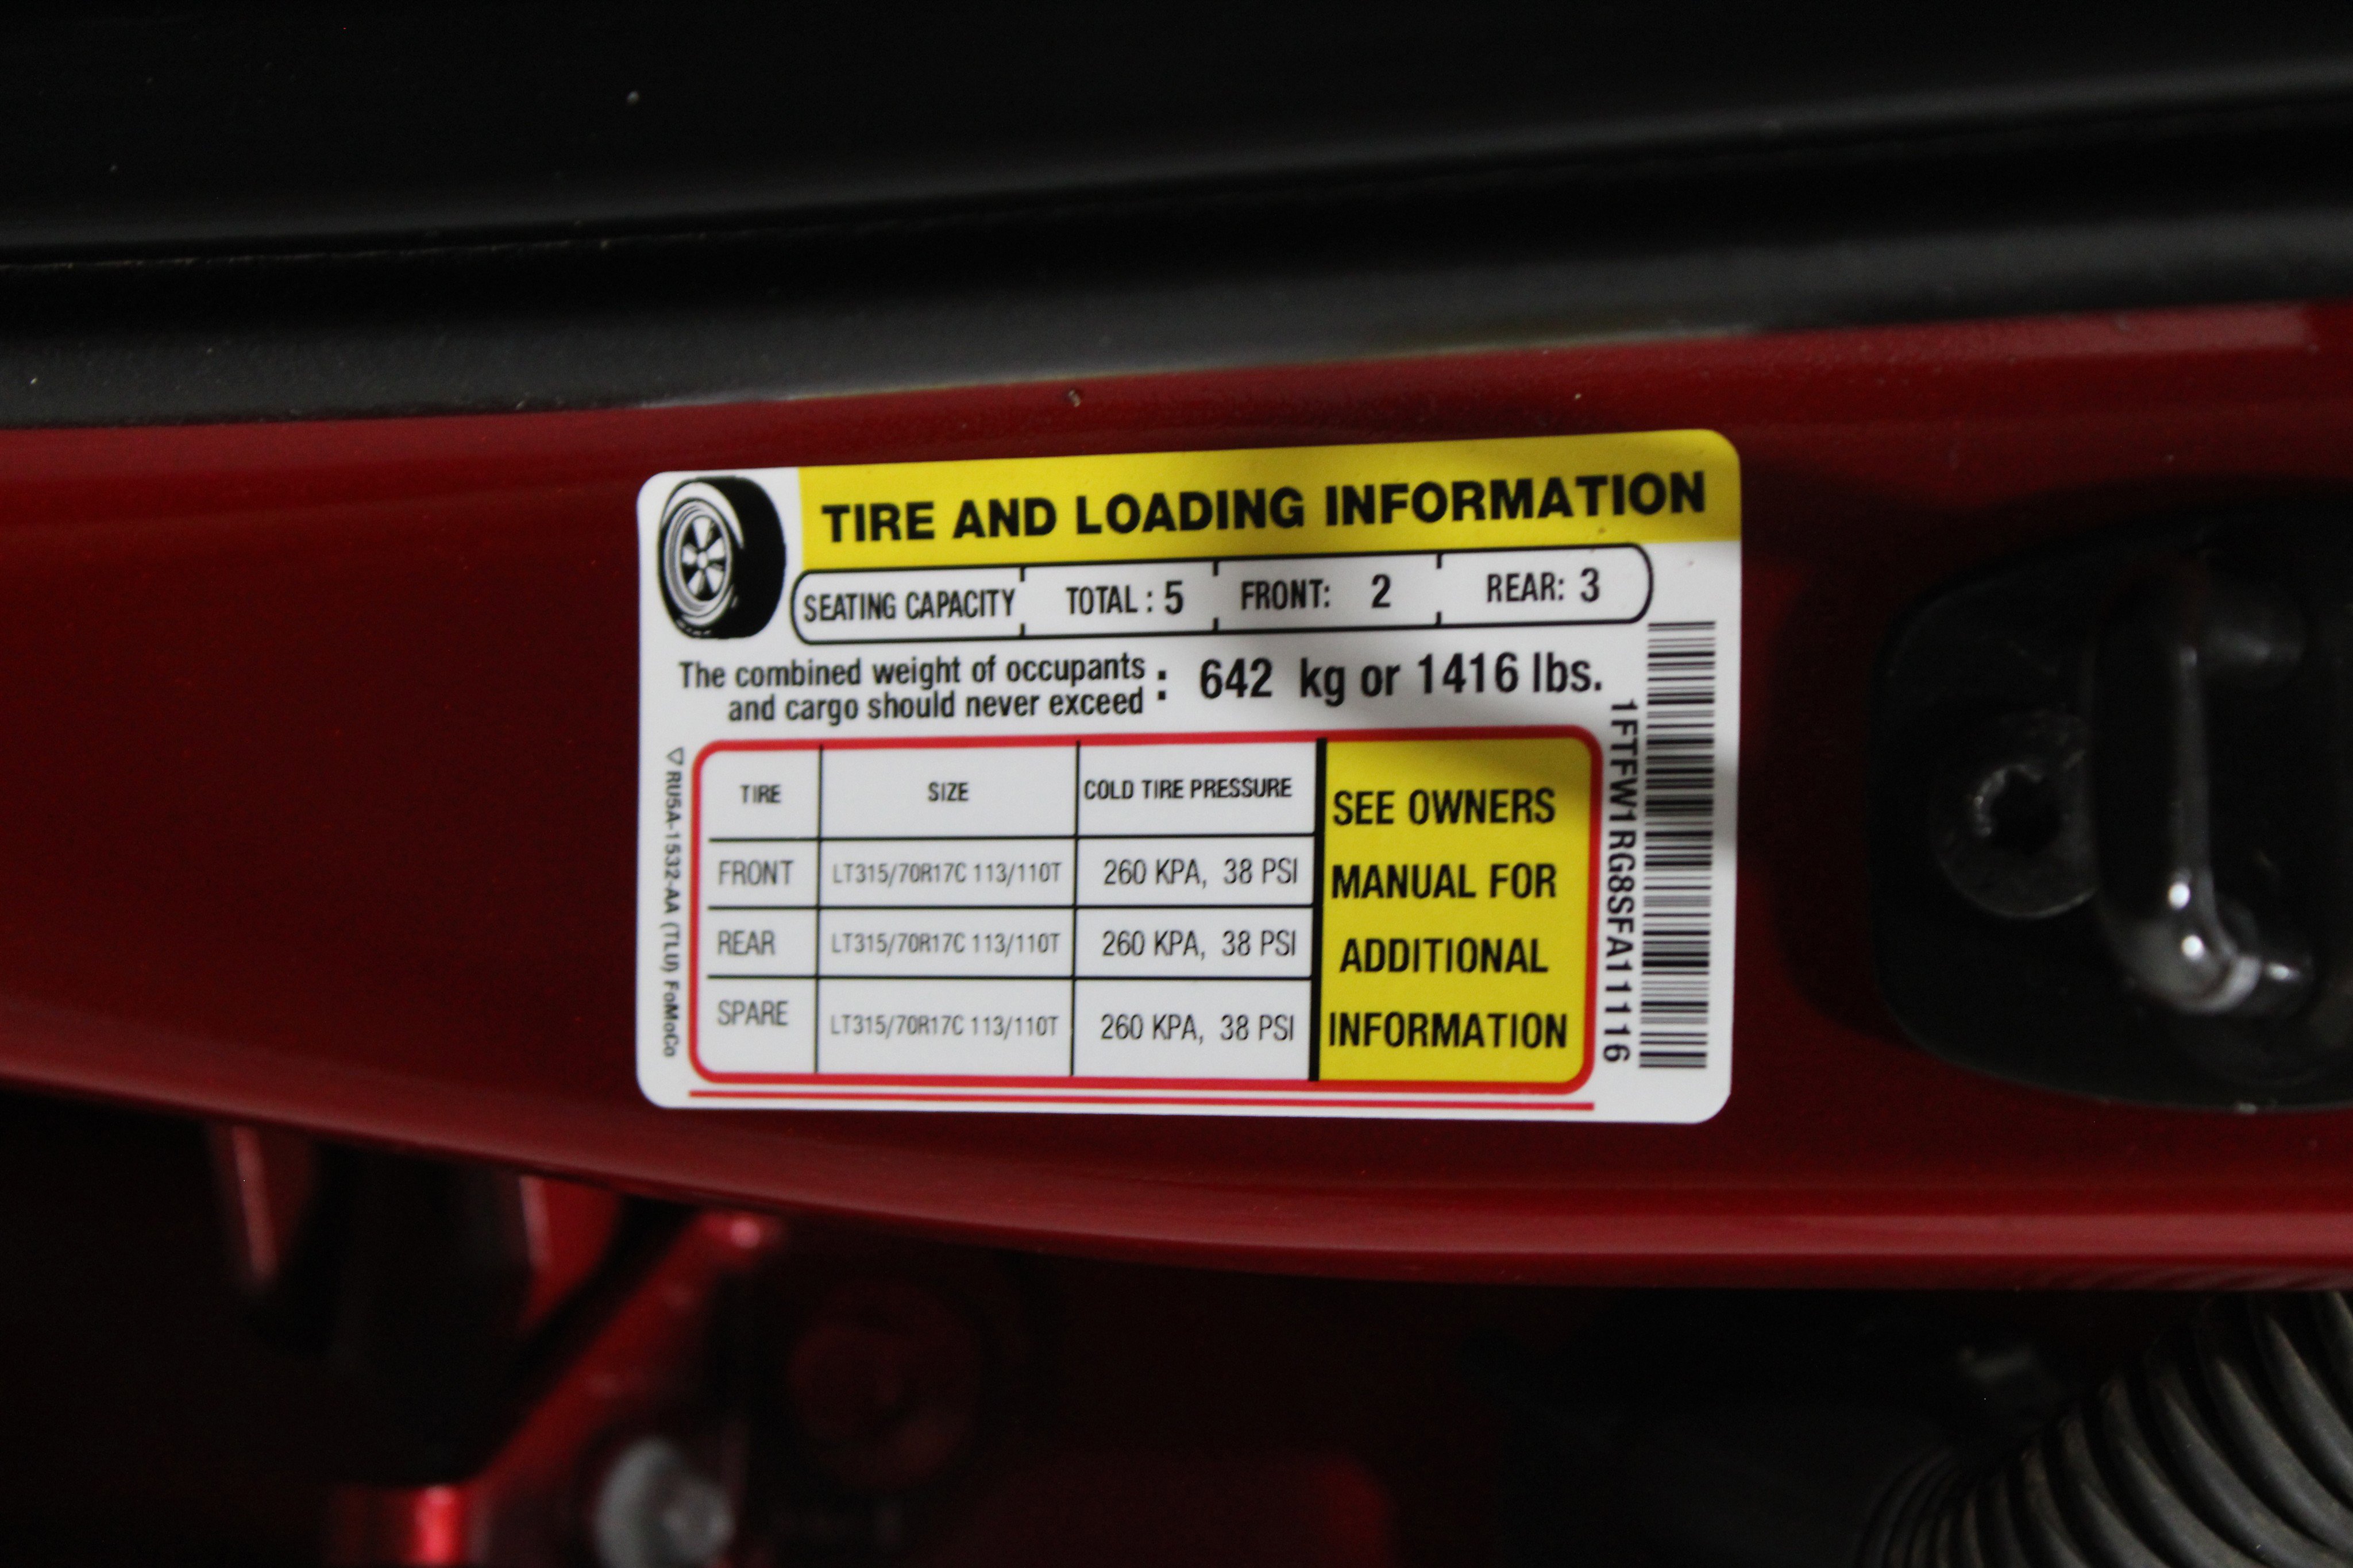 TIRE AND LOADING INFORMATION
SEATING CAPACITY TOTAL : 5 FRONT: 2 REAR: 3
The combined weight of occupants
and cargo should never exceed : 642 kg or 1416 lbs.
TIRE SIZE COLD TIRE PRESSURE
FRONT LT315/70R17C 113/110T 260 KPA, 38 PSI
REAR LT315/70R17C 113/110T 260 KPA, 38 PSI
SPARE LT315/70R17C 113/110T 260 KPA, 38 PSI
SEE OWNERS
MANUAL FOR
ADDITIONAL
INFORMATION
1FTFW1RG8SFA11116
RU5A-1532-AA (TLU) FoMoCo